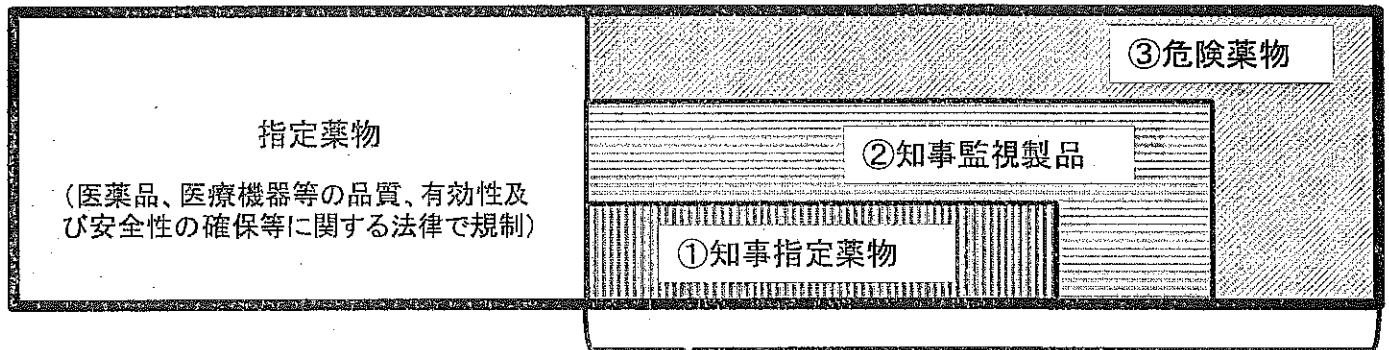 指定薬物
（医薬品、医療機器等の品質、有効性及
び安全性の確保等に関する法律で規制）
③危険薬物
②知事監視製品
①知事指定薬物